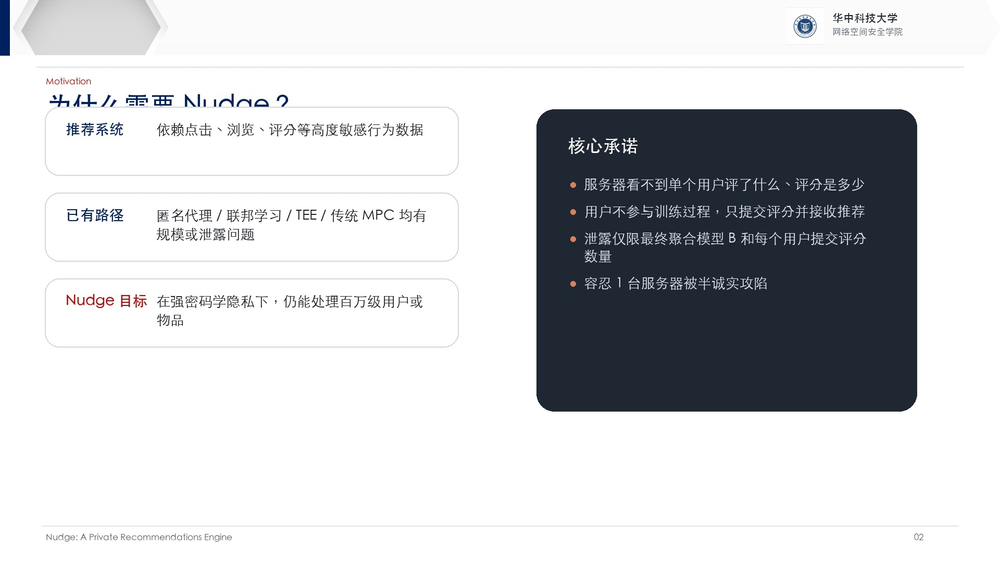 华中科技大学
网络空间安全学院
Motivation
为什么需要 Nudge？
推荐系统
依赖点击、浏览、评分等高度敏感行为数据
已有路径
匿名代理 / 联邦学习 / TEE / 传统 MPC 均有
规模或泄露问题
Nudge 目标
在强密码学隐私下，仍能处理百万级用户或
物品
核心承诺
服务器看不到单个用户评了什么、评分是多少
用户不参与训练过程，只提交评分并接收推荐
泄露仅限最终聚合模型 B 和每个用户提交评分
数量
容忍 1 台服务器被半诚实攻陷
Nudge: A Private Recommendations Engine
02